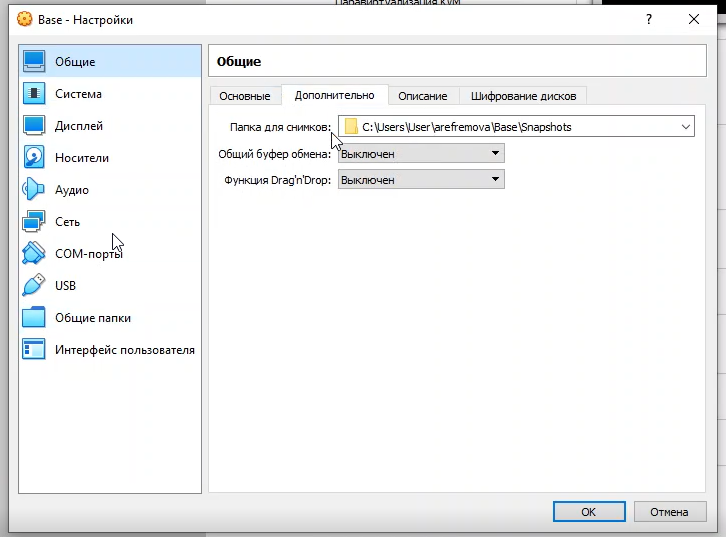 Паравиртуализация KVM
Base - Настройки
?
Общие
Система
Дисплей
Носители
Аудио
Сеть
COM-порты
USB
Общие папки
Интерфейс пользователя
Общие
Основные
Дополнительно
Описание
Шифрование дисков
Папка для снимков: C:\Users\User\arefremova\Base\Snapshots
Общий буфер обмена: Выключен
Функция Drag'n'Drop: Выключен
OK
Отмена